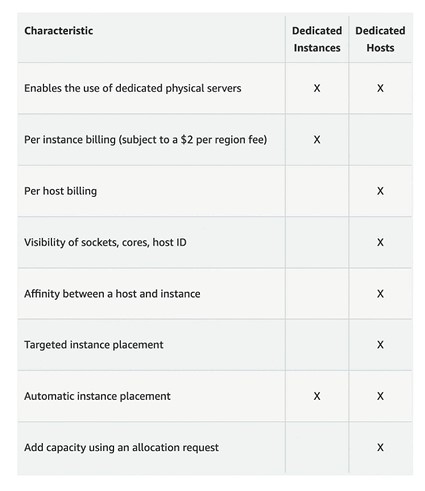 Characteristic Dedicated Instances Dedicated Hosts
Enables the use of dedicated physical servers X X
Per instance billing (subject to a $2 per region fee) X
Per host billing X
Visibility of sockets, cores, host ID X
Affinity between a host and instance X
Targeted instance placement X
Automatic instance placement X X
Add capacity using an allocation request X